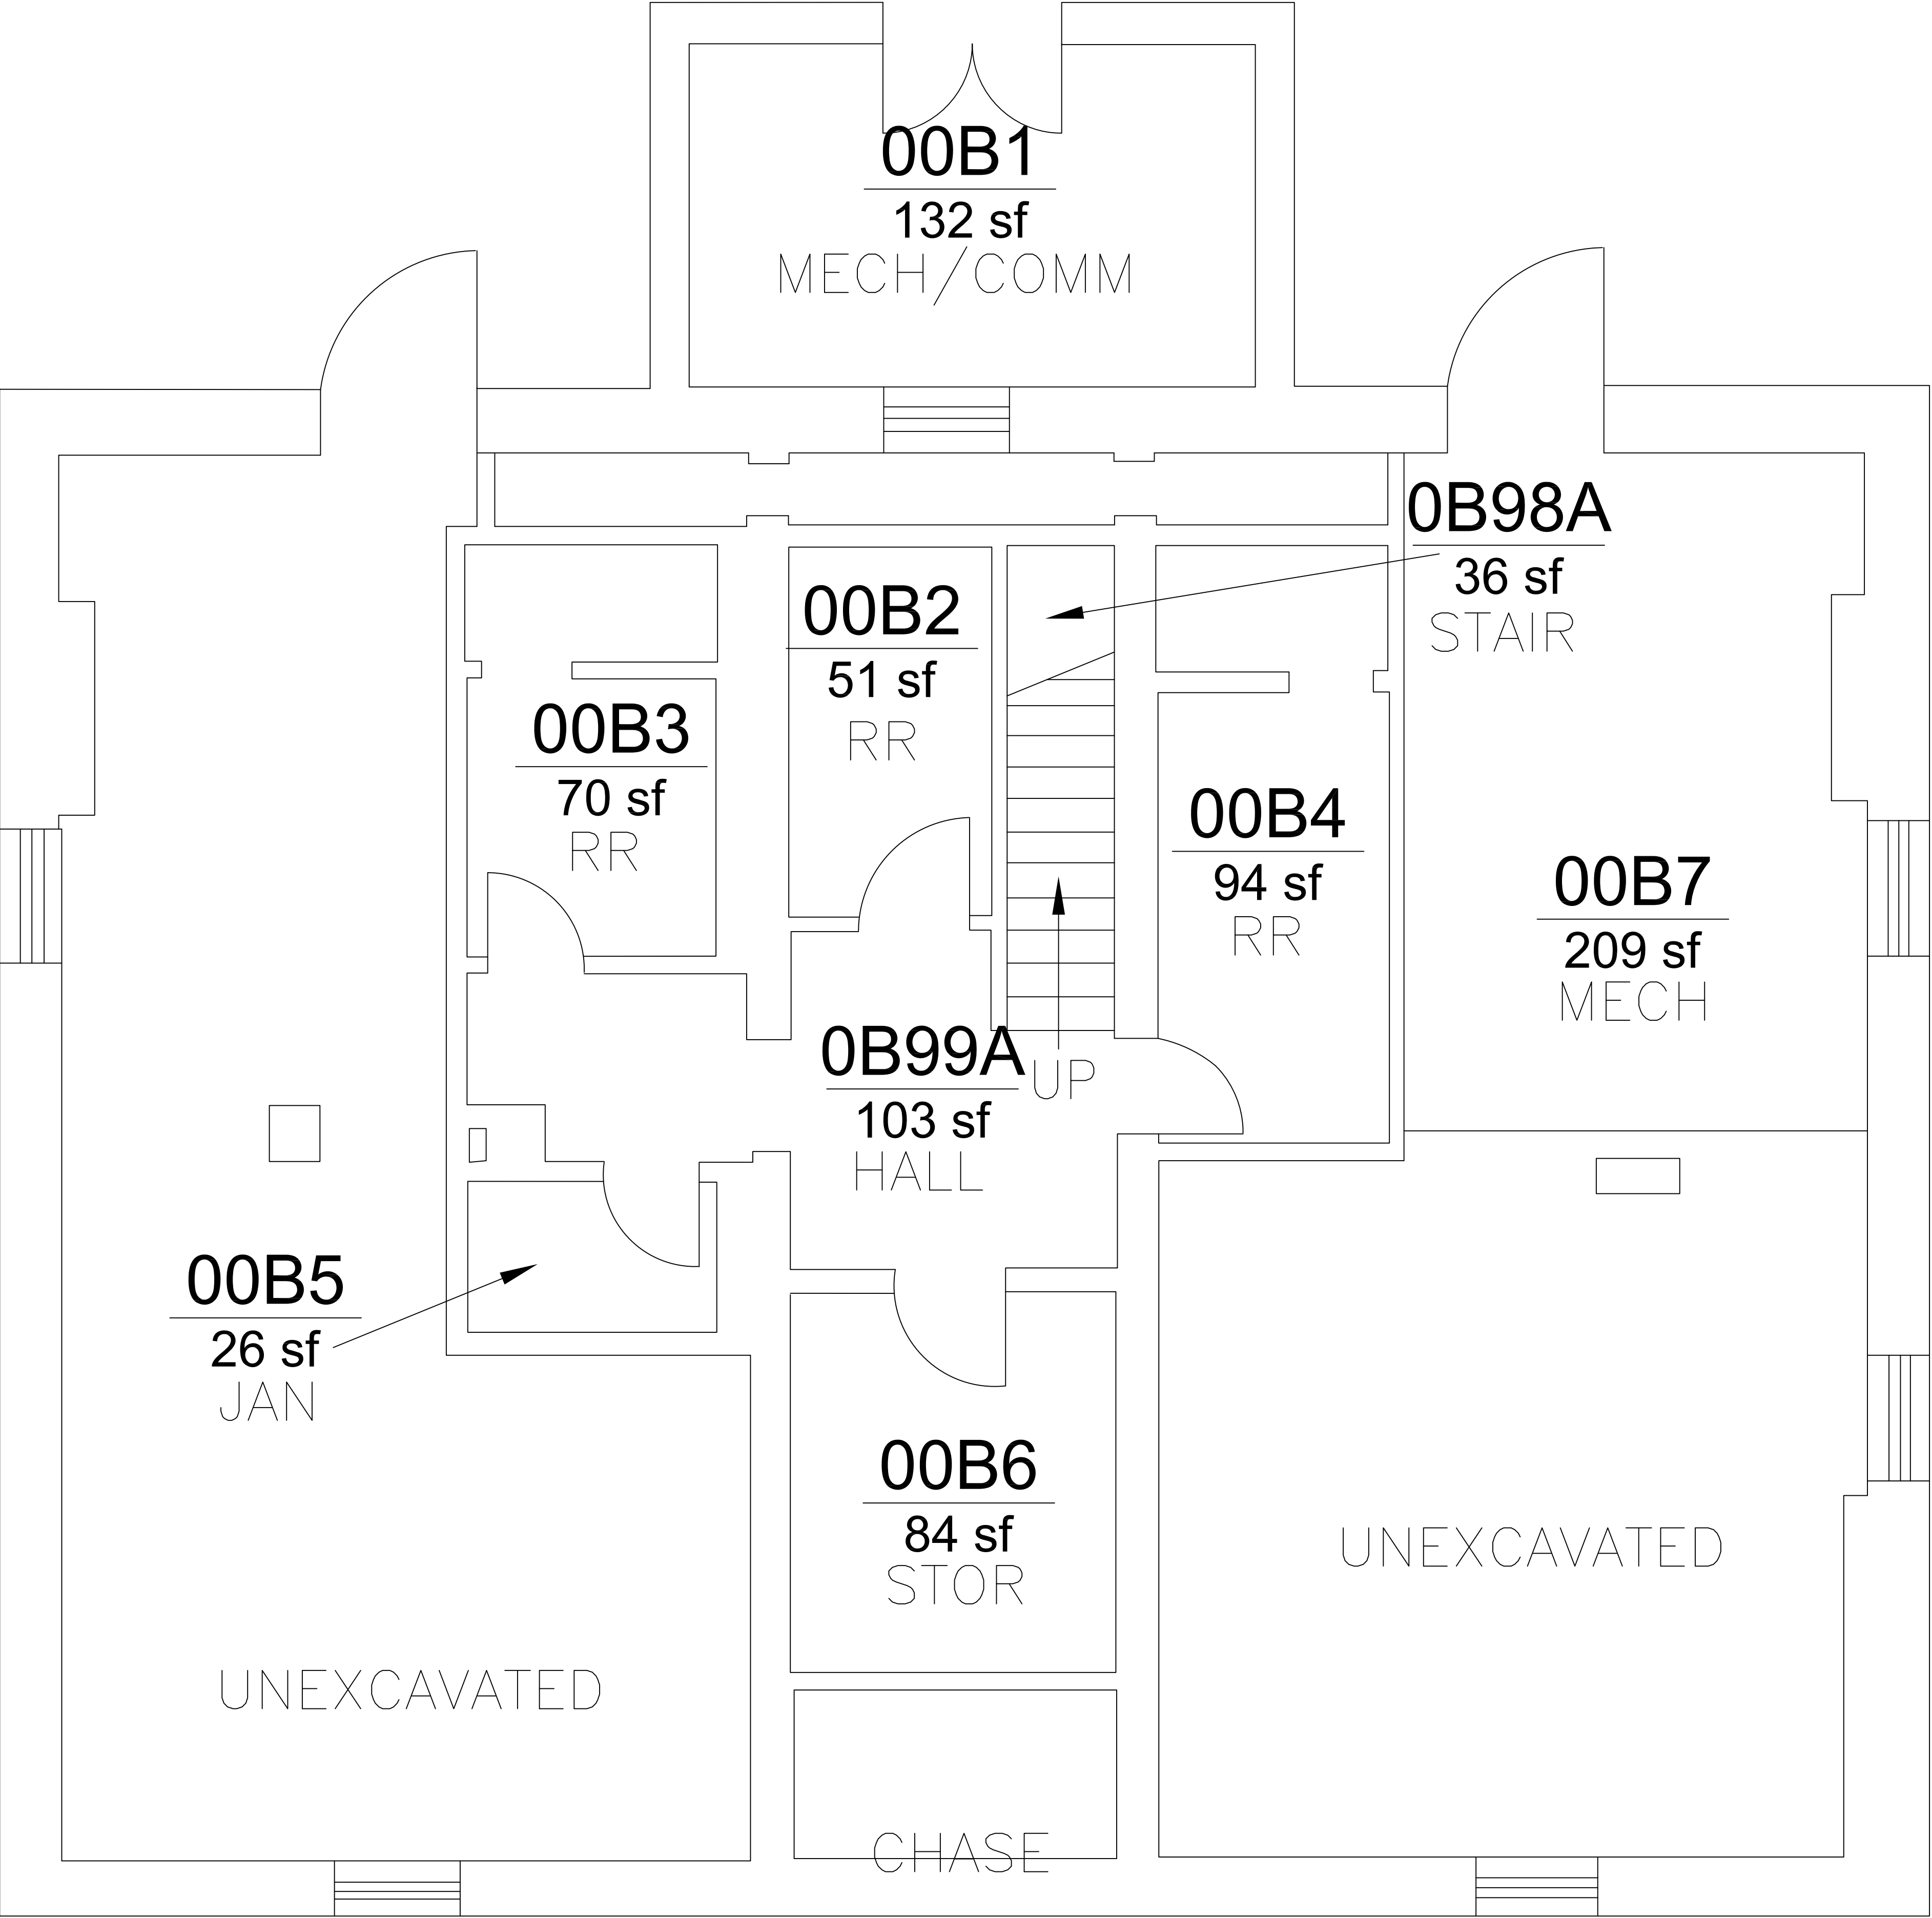 00B1
132 sf
MECH/COMM
0B98A
36 sf
STAIR
00B2
51 sf
RR
00B3
70 sf
RR
00B4
94 sf
RR
00B7
209 sf
MECH
0B99A
103 sf
HALL
UP
00B5
26 sf
JAN
00B6
84 sf
STOR
UNEXCAVATED
UNEXCAVATED
CHASE